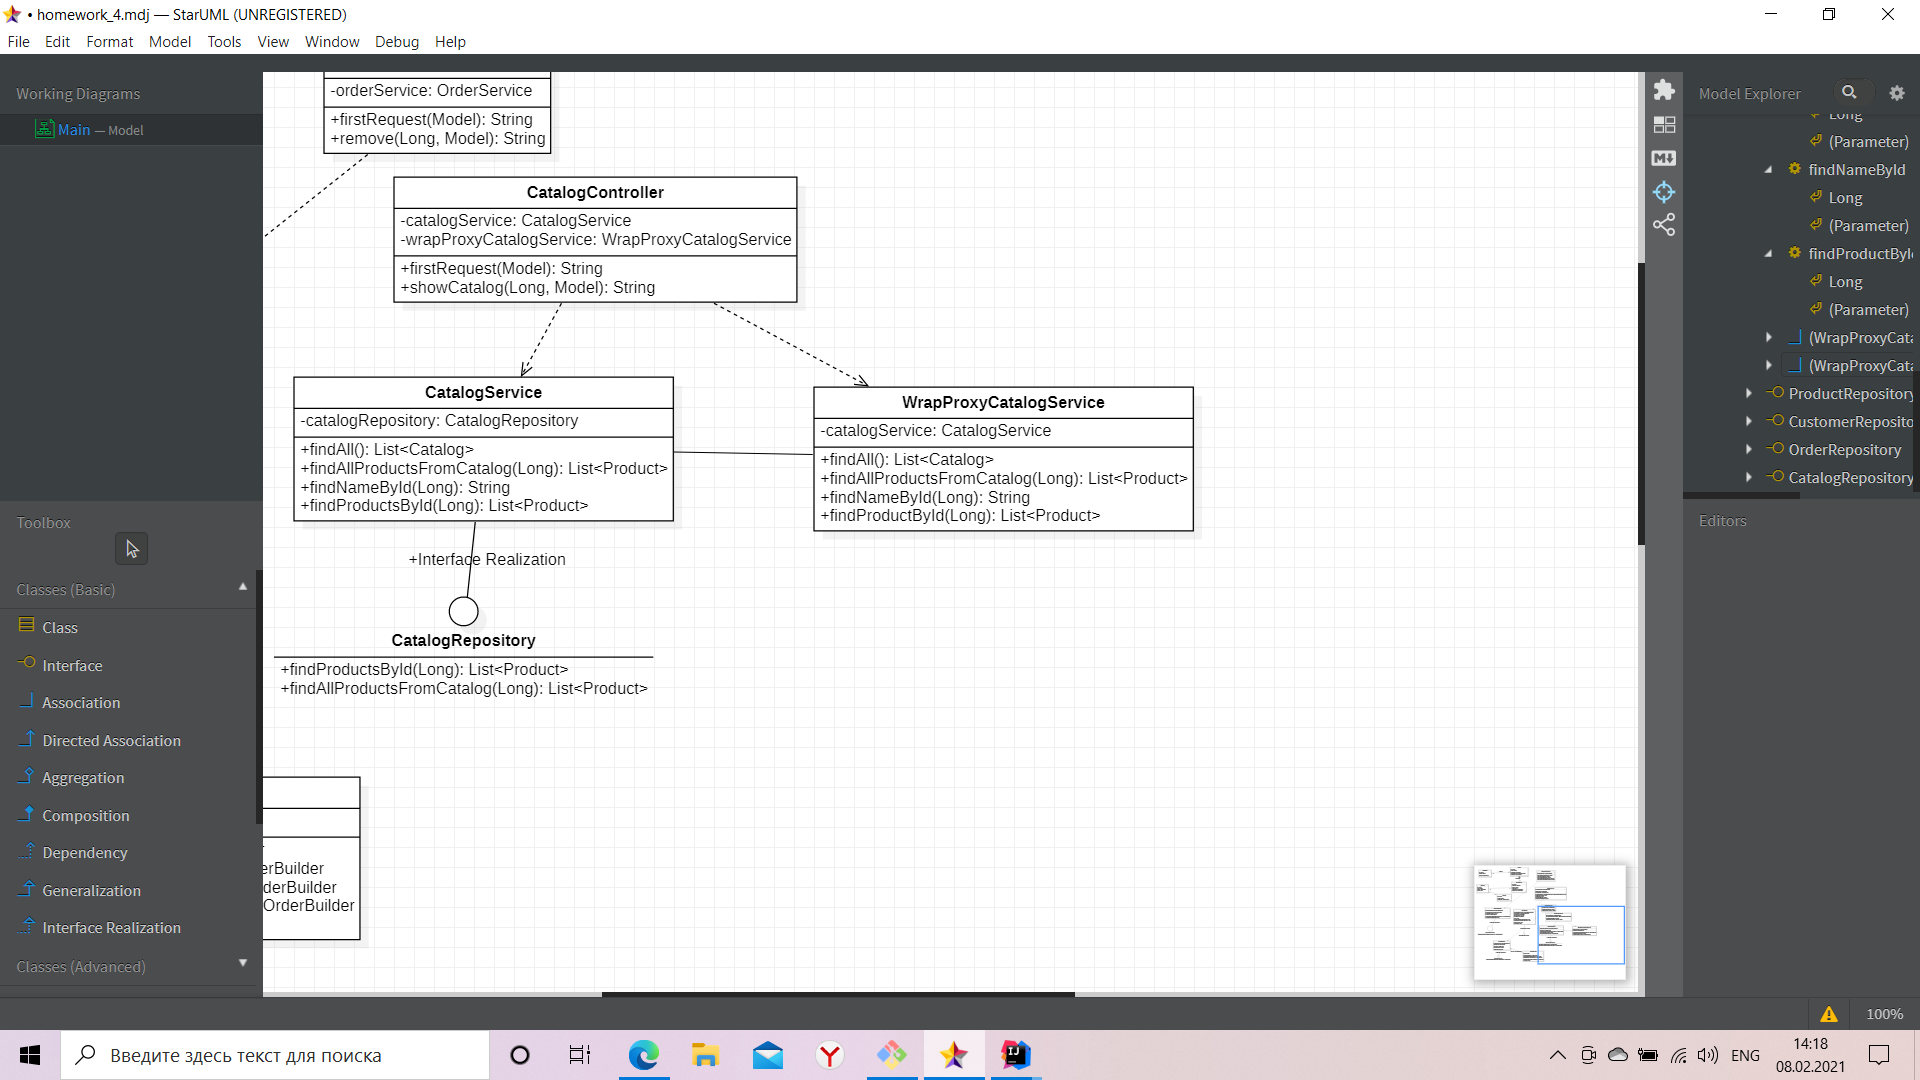 • homework_4.mdj — StarUML (UNREGISTERED)
File Edit Format Model Tools View Window Debug Help
Working Diagrams
Main — Model
Toolbox
Classes (Basic)
Class
Interface
Association
Directed Association
Aggregation
Composition
Dependency
Generalization
Interface Realization
Classes (Advanced)
-orderService: OrderService
+firstRequest(Model): String
+remove(Long, Model): String
CatalogController
-catalogService: CatalogService
-wrapProxyCatalogService: WrapProxyCatalogService
+firstRequest(Model): String
+showCatalog(Long, Model): String
CatalogService
-catalogRepository: CatalogRepository
+findAll(): List<Catalog>
+findAllProductsFromCatalog(Long): List<Product>
+findNameById(Long): String
+findProductsById(Long): List<Product>
WrapProxyCatalogService
-catalogService: CatalogService
+findAll(): List<Catalog>
+findAllProductsFromCatalog(Long): List<Product>
+findNameById(Long): String
+findProductById(Long): List<Product>
+Interface Realization
CatalogRepository
+findProductsById(Long): List<Product>
+findAllProductsFromCatalog(Long): List<Product>
erBuilder
derBuilder
OrderBuilder
M↓
Model Explorer
Long
(Parameter)
findNameById
Long
(Parameter)
findProductById
Long
(Parameter)
(WrapProxyCata
(WrapProxyCata
ProductRepository
CustomerReposito
OrderRepository
CatalogRepository
Editors
100%
Введите здесь текст для поиска
ENG
14:18
08.02.2021